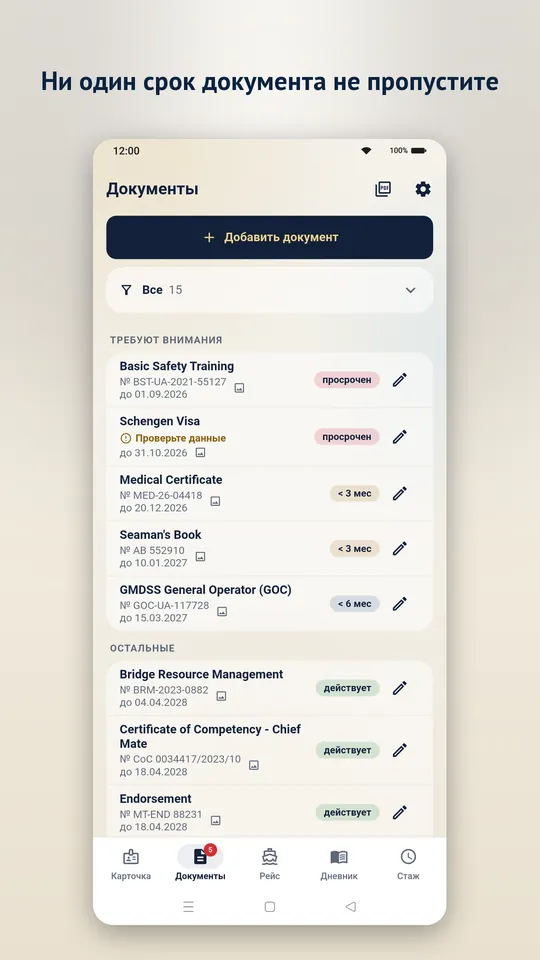 Ни один срок документа не пропустите
12:00
100%
Документы
PDF
+ Добавить документ
Все 15
ТРЕБУЮТ ВНИМАНИЯ
Basic Safety Training
№ BST-UA-2021-55127
до 01.09.2026
просрочен
Schengen Visa
Проверьте данные
до 31.10.2026
просрочен
Medical Certificate
№ MED-26-04418
до 20.12.2026
< 3 мес
Seaman's Book
№ AB 552910
до 10.01.2027
< 3 мес
GMDSS General Operator (GOC)
№ GOC-UA-117728
до 15.03.2027
< 6 мес
ОСТАЛЬНЫЕ
Bridge Resource Management
№ BRM-2023-0882
до 04.04.2028
действует
Certificate of Competency - Chief
Mate
№ CoC 0034417/2023/10
до 18.04.2028
действует
Endorsement
№ MT-END 88231
до 18.04.2028
действует
5
Карточка
Документы
Рейс
Дневник
Стаж